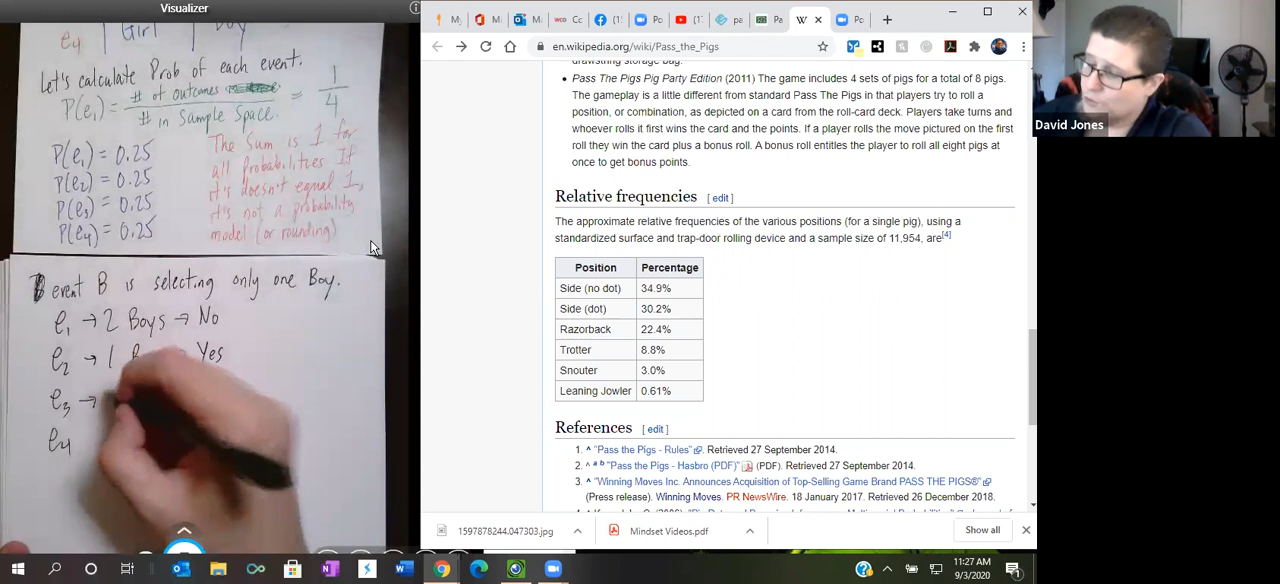 Visualizer
e4 | Girl | Boy
Let's calculate Prob of each event.
P(e1) = # of outcomes / # in Sample Space = 1/4
P(e1) = 0.25
P(e2) = 0.25
P(e3) = 0.25
P(e4) = 0.25
The Sum is 1 for
all probabilities If
it's doesn't equal 1,
it's not a probability
model (or rounding)
event B is selecting only one Boy.
e1 → 2 Boys → No
e2 → 1 Yes
e3 →
e4
en.wikipedia.org/wiki/Pass_the_Pigs
drawstring storage bag.
• Pass The Pigs Pig Party Edition (2011) The game includes 4 sets of pigs for a total of 8 pigs.
The gameplay is a little different from standard Pass The Pigs in that players try to roll a
position, or combination, as depicted on a card from the roll-card deck. Players take turns and
whoever rolls it first wins the card and the points. If a player rolls the move pictured on the first
roll they win the card plus a bonus roll. A bonus roll entitles the player to roll all eight pigs at
once to get bonus points.
Relative frequencies [ edit ]
The approximate relative frequencies of the various positions (for a single pig), using a
standardized surface and trap-door rolling device and a sample size of 11,954, are[4]
Position Percentage
Side (no dot) 34.9%
Side (dot) 30.2%
Razorback 22.4%
Trotter 8.8%
Snouter 3.0%
Leaning Jowler 0.61%
References [ edit ]
1. ^ "Pass the Pigs - Rules". Retrieved 27 September 2014.
2. ^ a b "Pass the Pigs - Hasbro (PDF)" (PDF). Retrieved 27 September 2014.
3. ^ "Winning Moves Inc. Announces Acquisition of Top-Selling Game Brand PASS THE PIGS®"
(Press release). Winning Moves. PR NewsWire. 18 January 2017. Retrieved 26 December 2018.
1597878244.047303.jpg
Mindset Videos.pdf
Show all
David Jones
11:27 AM
9/3/2020